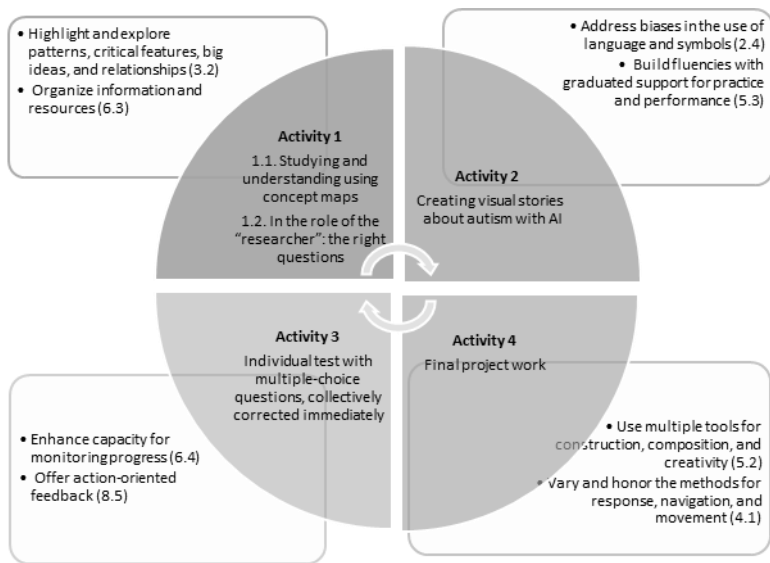 • Highlight and explore
patterns, critical features, big
ideas, and relationships (3.2)
• Organize information and
resources (6.3)
• Address biases in the use of
language and symbols (2.4)
• Build fluencies with
graduated support for practice
and performance (5.3)
Activity 1
1.1. Studying and
understanding using
concept maps
1.2. In the role of the
“researcher”: the right
questions
Activity 2
Creating visual stories
about autism with AI
Activity 3
Individual test with
multiple-choice
questions, collectively
corrected immediately
Activity 4
Final project work
• Enhance capacity for
monitoring progress (6.4)
• Offer action-oriented
feedback (8.5)
• Use multiple tools for
construction, composition, and
creativity (5.2)
• Vary and honor the methods for
response, navigation, and
movement (4.1)